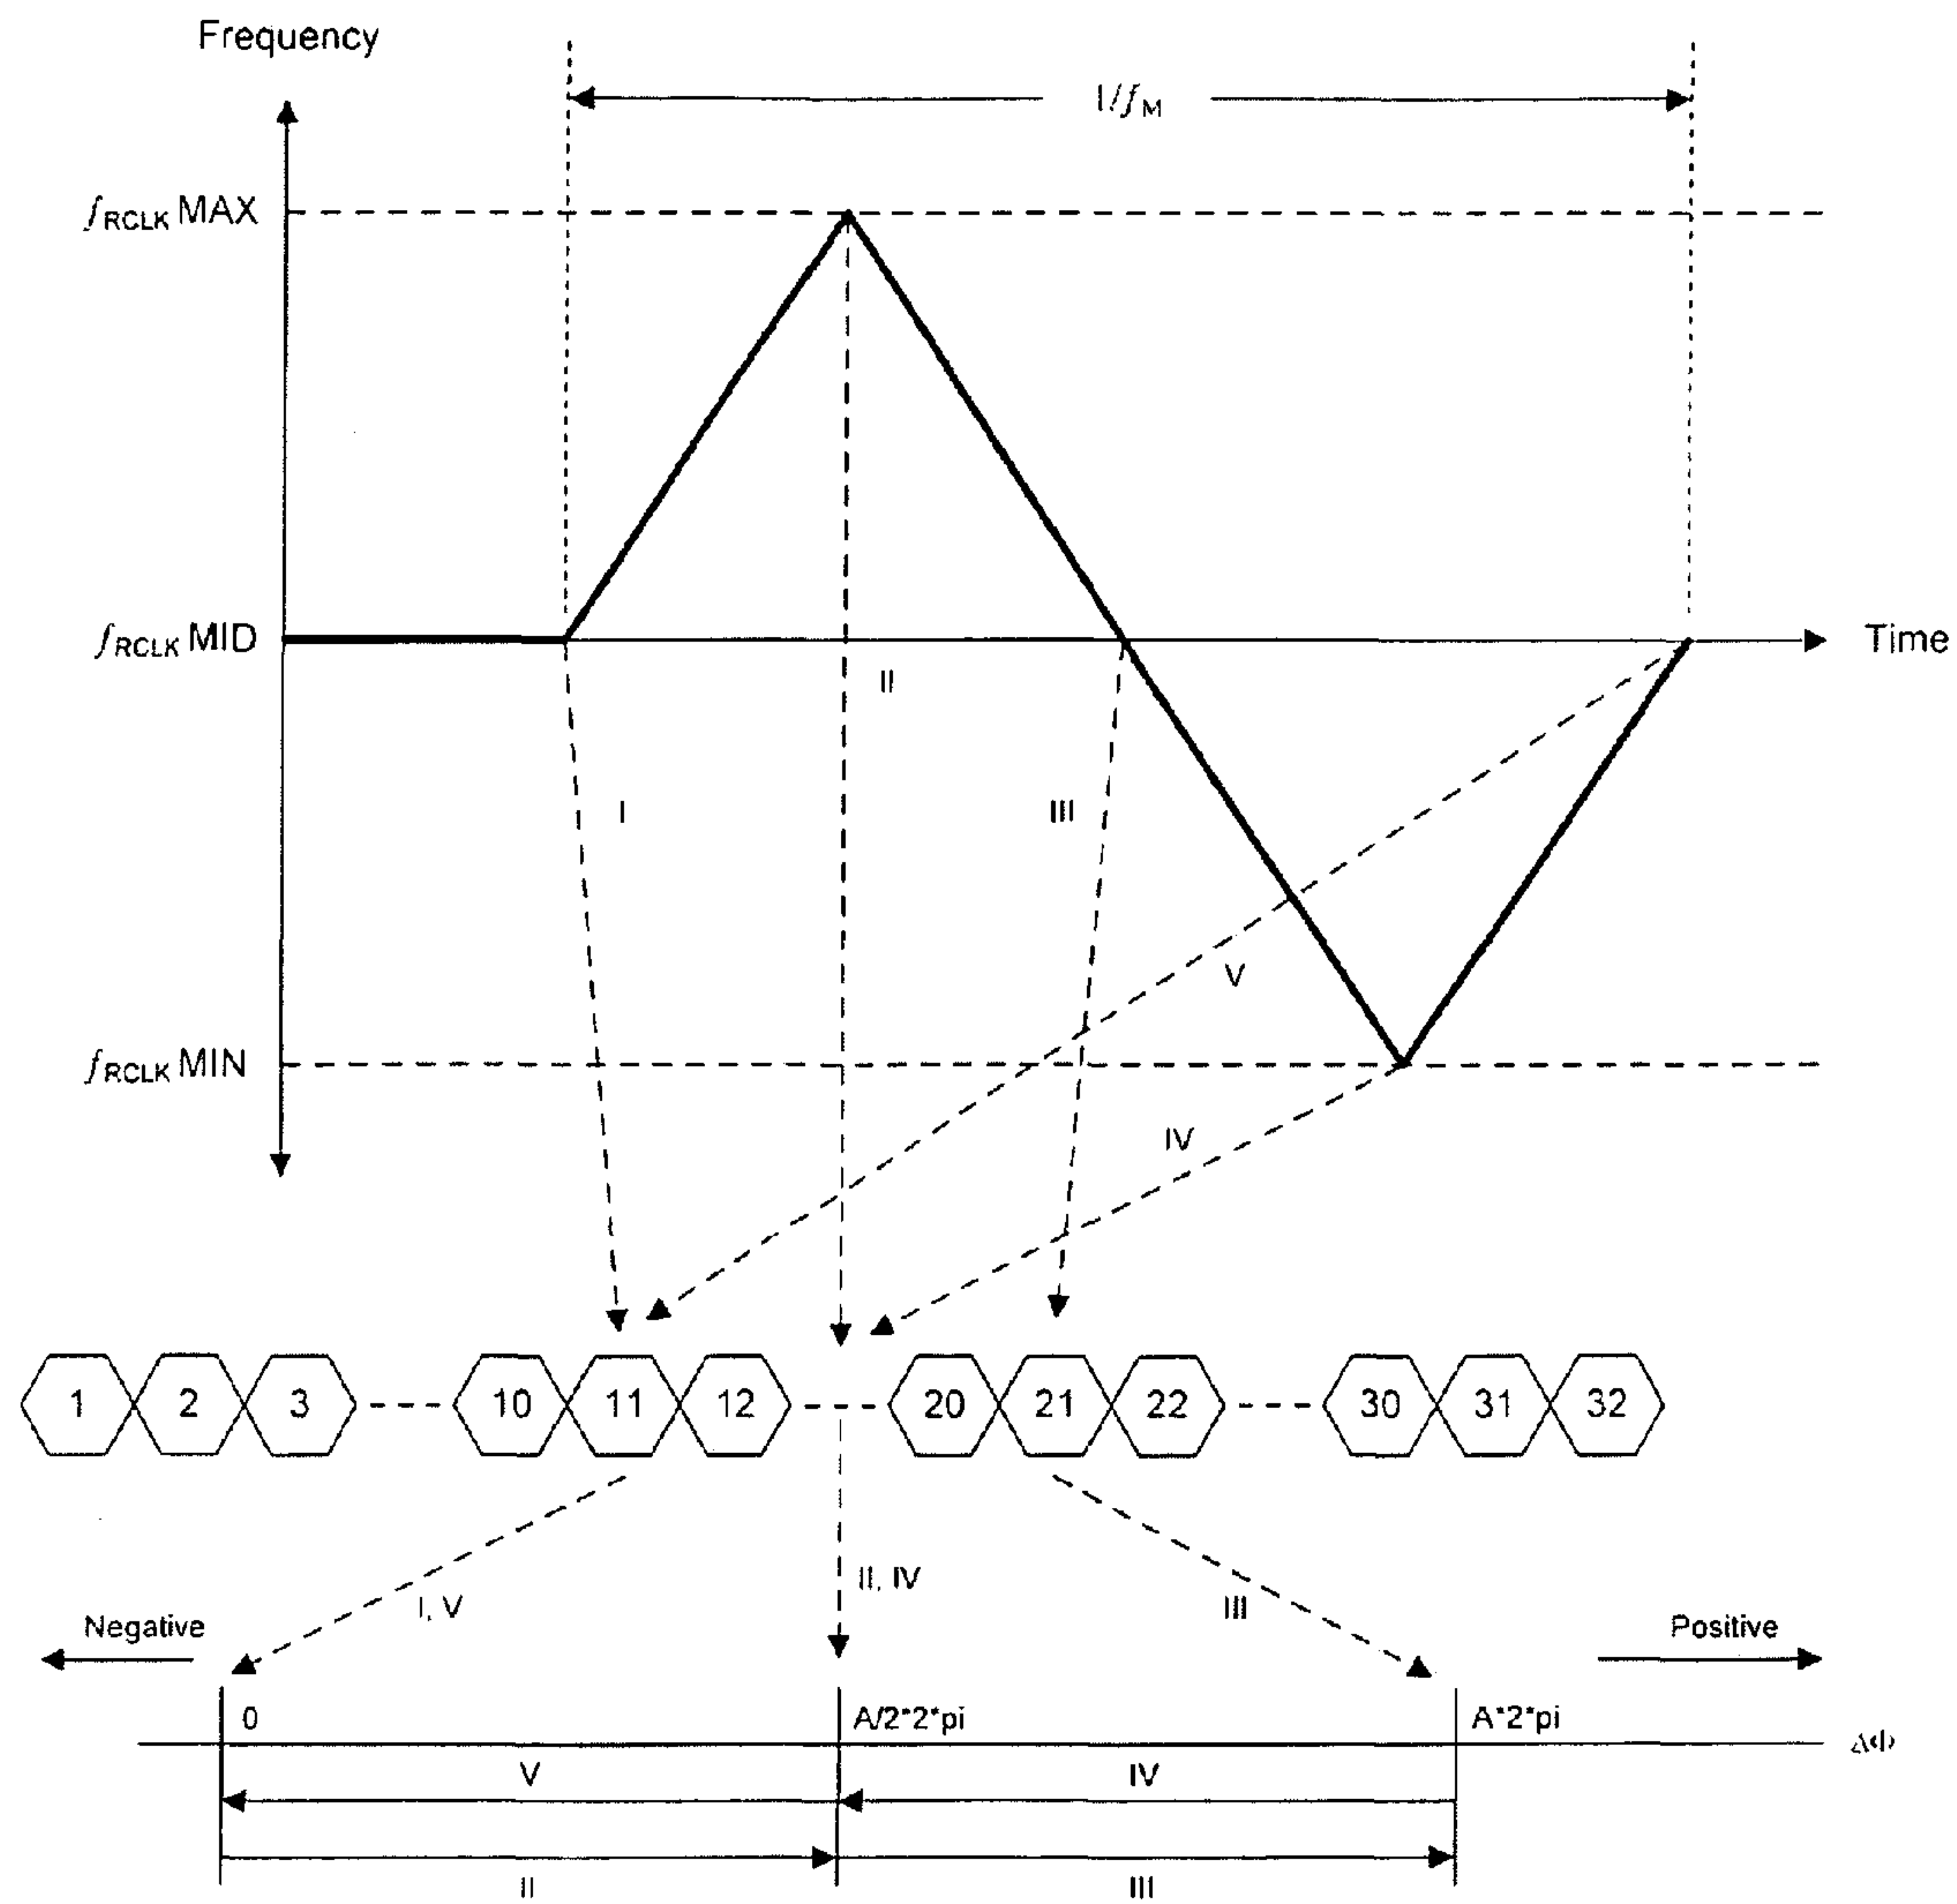 Frequency
1/fM
fRCLK MAX
fRCLK MID
Time
II
I
III
V
fRCLK MIN
IV
1 2 3 10 11 12 20 21 22 30 31 32
II, IV
I, V
III
Negative
Positive
0
A/2*2*pi
A*2*pi
ΔΦ
V
IV
II
III